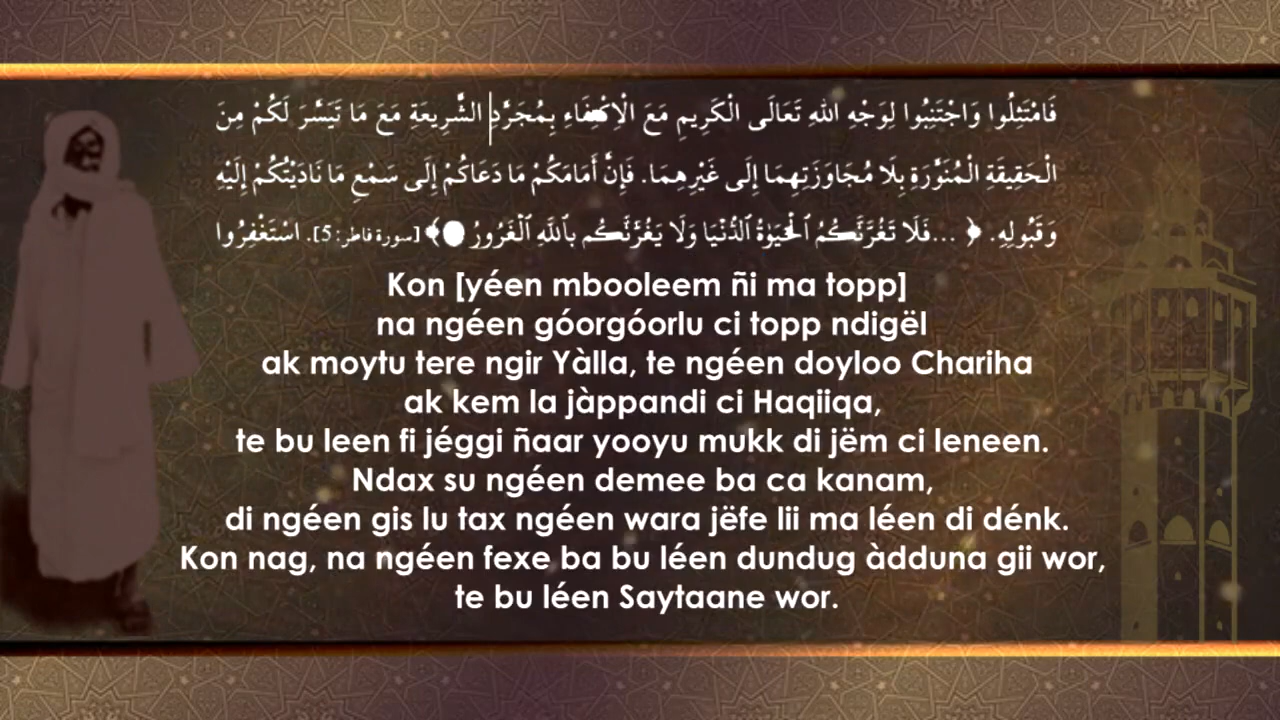 فَامْتَثِلُوا وَاجْتَنِبُوا لِوَجْهِ اللهِ تَعَالَى الْكَرِيمِ مَعَ الْاِكْتِفَاءِ بِمُجَرَّدِ الشَّرِيعَةِ مَعَ مَا تَيَسَّرَ لَكُمْ مِنَ
الْحَقِيقَةِ الْمُنَوَّرَةِ بِلَا مُجَاوَزَتِهِمَا إِلَى غَيْرِهِمَا. فَإِنَّ أَمَامَكُمْ مَا دَعَاكُمْ إِلَى سَمْعِ مَا نَادَيْتُكُمْ إِلَيْهِ
وَقَبُولِهِ. ﴿ ...فَلَا تَغُرَّنَّكُمُ ٱلْحَيَوٰةُ ٱلدُّنْيَا وَلَا يَغُرَّنَّكُم بِٱللَّهِ ٱلْغَرُورُ ﴾ [سورة فاطر: 5]. اسْتَغْفِرُوا
Kon [yéen mbooleem ñi ma topp]
na ngéen góorgóorlu ci topp ndigël
ak moytu tere ngir Yàlla, te ngéen doyloo Chariha
ak kem la jàppandi ci Haqiiqa,
te bu leen fi jéggi ñaar yooyu mukk di jëm ci leneen.
Ndax su ngéen demee ba ca kanam,
di ngéen gis lu tax ngéen wara jëfe lii ma léen di dénk.
Kon nag, na ngéen fexe ba bu léen dundug àdduna gii wor,
te bu léen Saytaane wor.